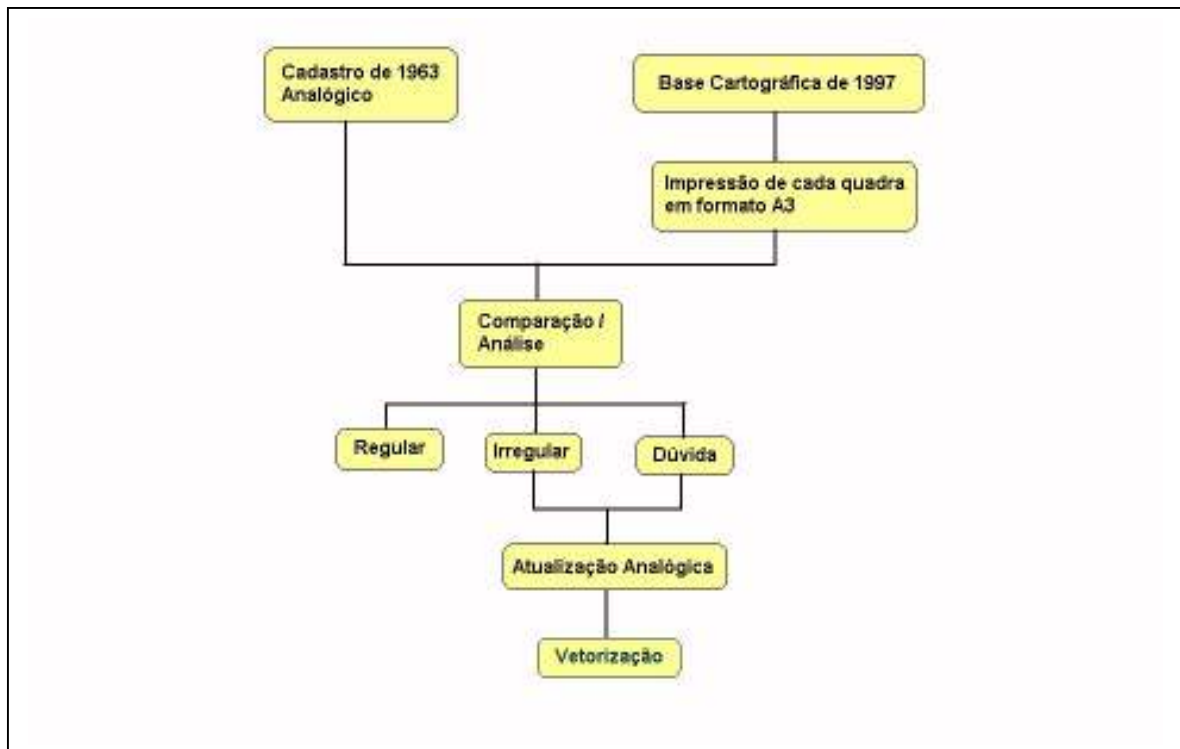 Cadastro de 1963
Analógico
Base Cartográfica de 1997
Impressão de cada quadra
em formato A3
Comparação /
Análise
Regular
Irregular
Dúvida
Atualização Analógica
Vetorização